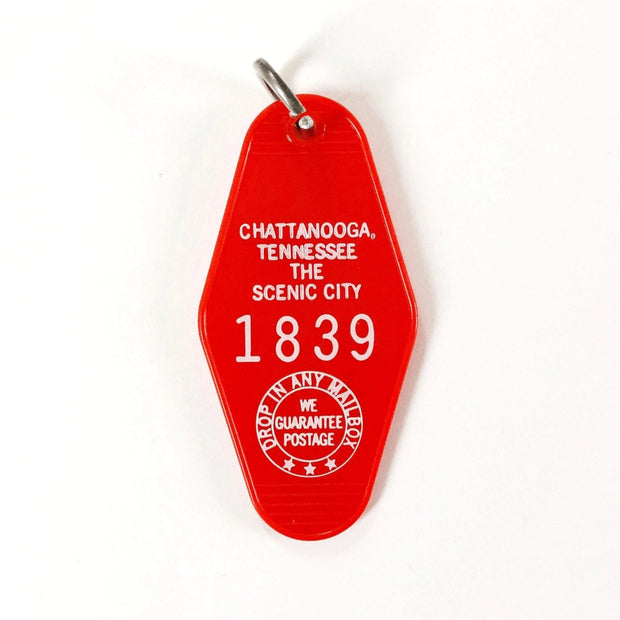 CHATTANOOGA,
TENNESSEE
THE
SCENIC CITY
1839
DROP IN ANY MAILBOX
WE
GUARANTEE
POSTAGE